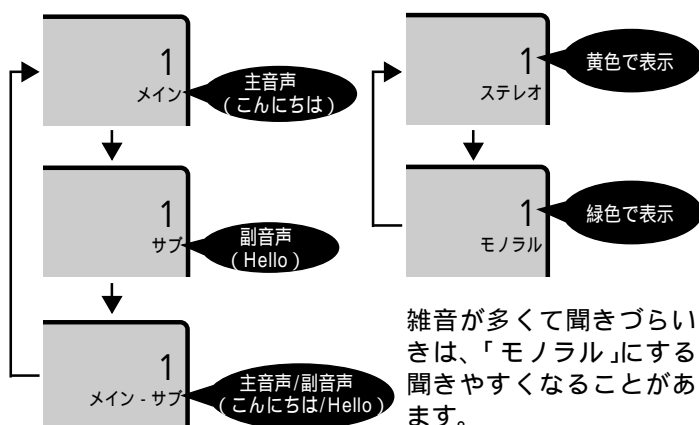 1
メイン
主音声
(こんにちは)
1
サブ
副音声
(Hello)
1
メイン - サブ
主音声/副音声
(こんにちは/Hello)
1
ステレオ
黄色で表示
1
モノラル
緑色で表示
雑音が多くて聞きづらい
きは、「モノラル」にする
聞きやすくなることがあ
ます。